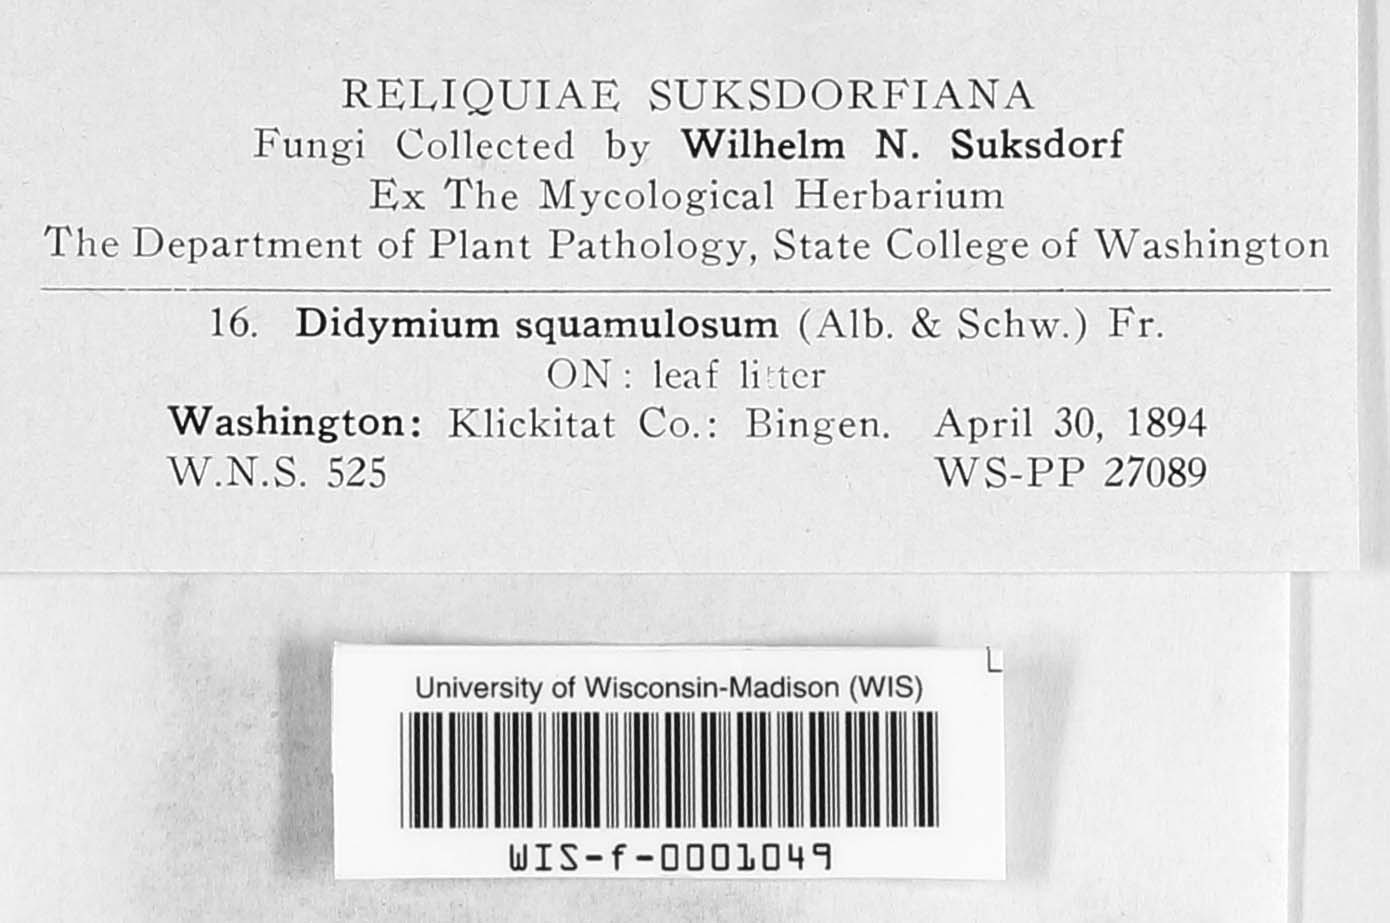 RELIQUIAE SUKSDORFIANA
Fungi Collected by Wilhelm N. Suksdorf
Ex The Mycological Herbarium
The Department of Plant Pathology, State College of Washington
16. Didymium squamulosum (Alb. & Schw.) Fr.
ON: leaf litter
Washington: Klickitat Co.: Bingen. April 30, 1894
W.N.S. 525 WS-PP 27089
University of Wisconsin-Madison (WIS)
WIS-f-0001049